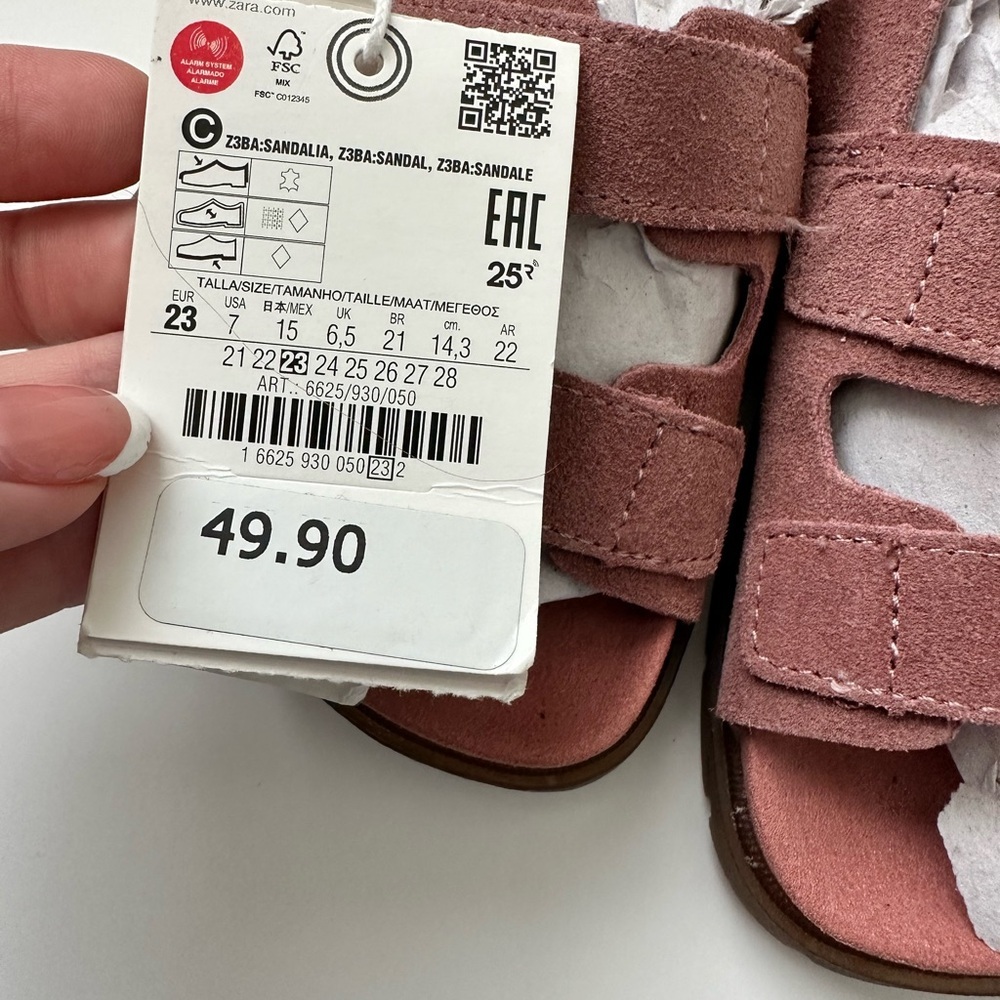 www.zara.com
ALARM SYSTEM
ALARMADO
ALARME
FSC
MIX
FSC™ C012345
C Z3BA:SANDALIA, Z3BA:SANDAL, Z3BA:SANDALE
EAC
25R
TALLA/SIZE/TAMANHO/TAILLE/MAAT/ΜΕΓΕΘΟΣ
EUR USA 日本/MEX UK BR cm. AR
23 7 15 6,5 21 14,3 22
21 22 23 24 25 26 27 28
ART.: 6625/930/050
1 6625 930 050 23 2
49.90